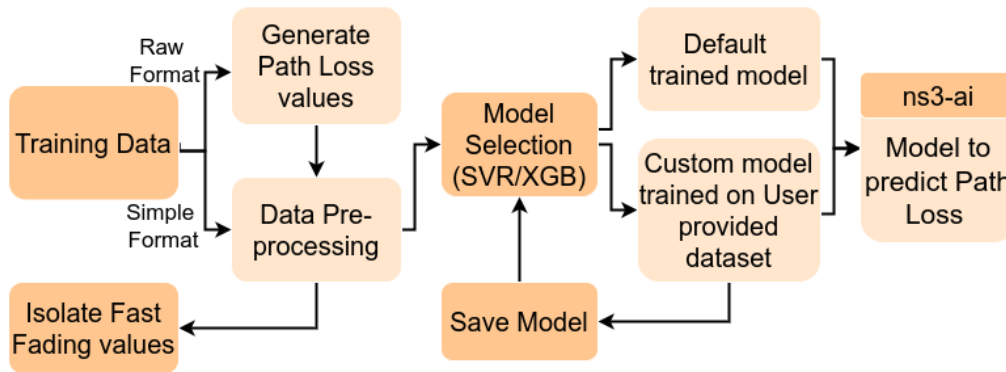 Training Data
Raw
Format
Simple
Format
Generate
Path Loss
values
Data Pre-
processing
Isolate Fast
Fading values
Model
Selection
(SVR/XGB)
Save Model
Default
trained model
Custom model
trained on User
provided
dataset
ns3-ai
Model to
predict Path
Loss